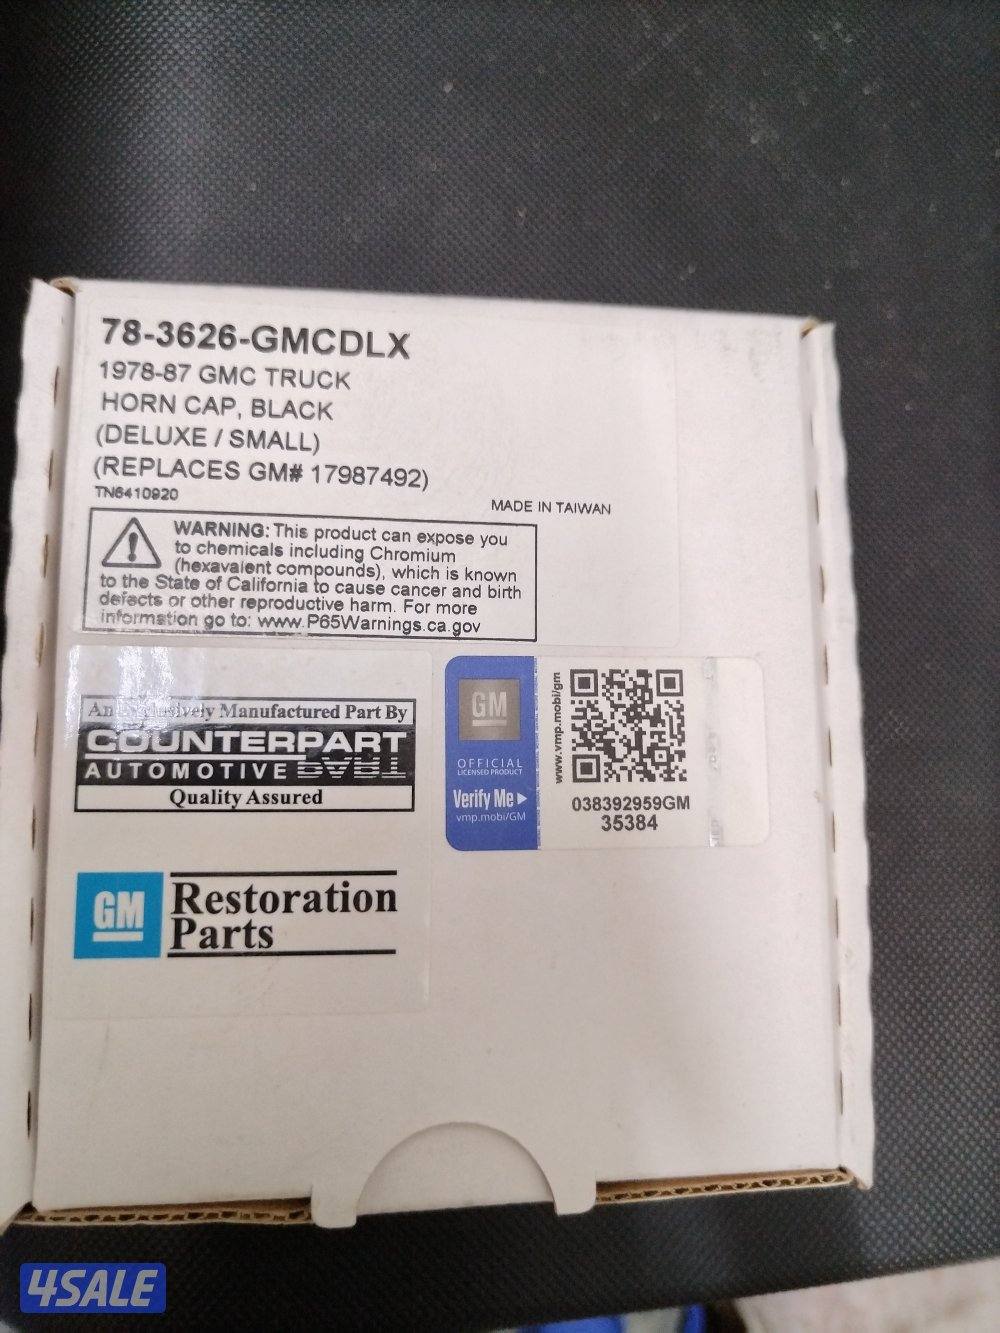 78-3626-GMCDLX
1978-87 GMC TRUCK
HORN CAP, BLACK
(DELUXE / SMALL)
(REPLACES GM# 17987492)
TN6410920
MADE IN TAIWAN
WARNING: This product can expose you
to chemicals including Chromium
(hexavalent compounds), which is known
to the State of California to cause cancer and birth
defects or other reproductive harm. For more
information go to: www.P65Warnings.ca.gov
An Exclusively Manufactured Part By
COUNTERPART
AUTOMOTIVE PART
Quality Assured
GM Restoration
Parts
GM
OFFICIAL
LICENSED PRODUCT
Verify Me
vmp.mobi/GM
www.vmp.mobi/gm
038392959GM
35384
4SALE